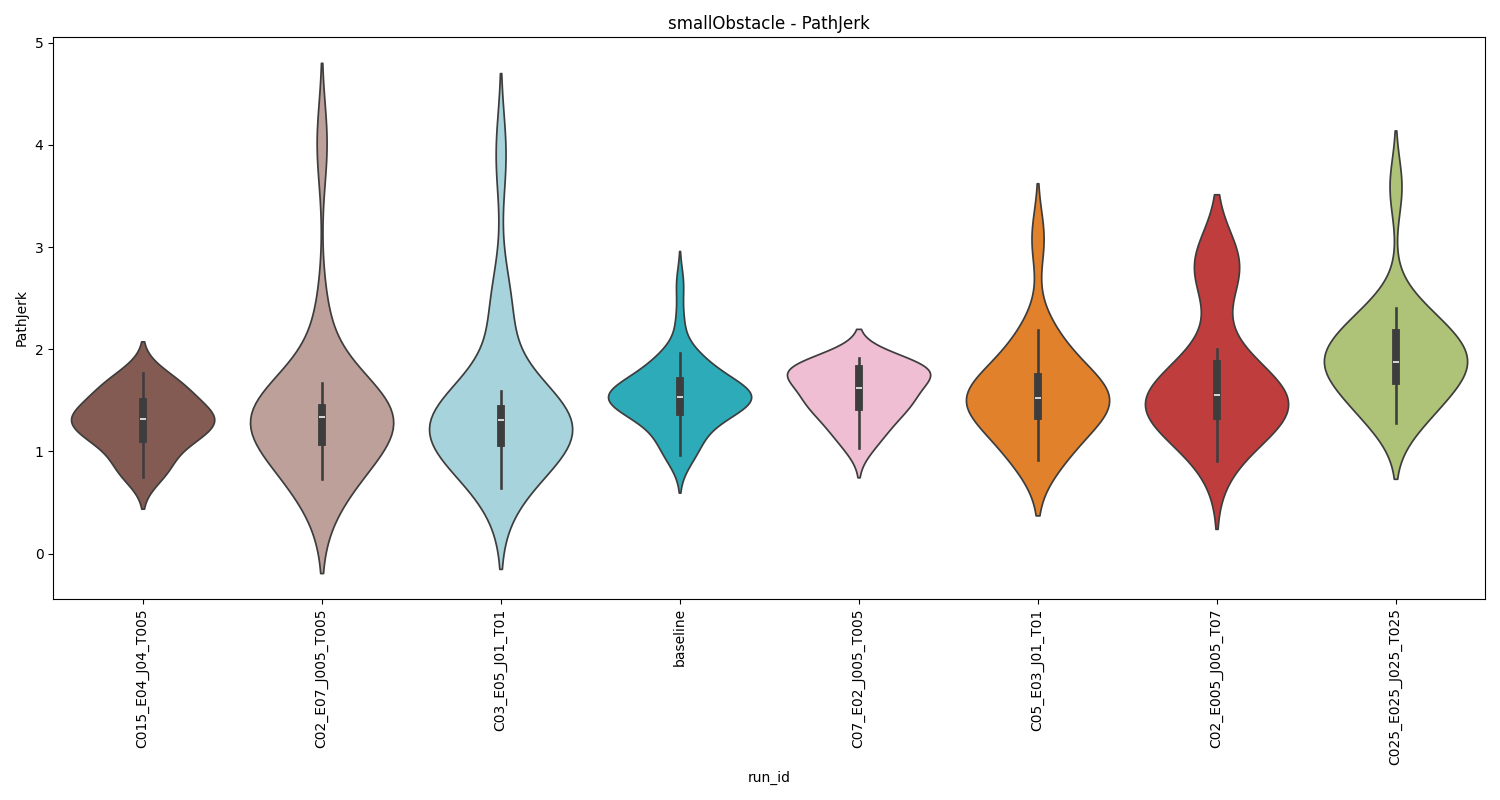 smallObstacle - PathJerk
PathJerk
5
4
3
2
1
0
C015_E04_J04_T005
C02_E07_J005_T005
C03_E05_J01_T01
baseline
C07_E02_J005_T005
C05_E03_J01_T01
C02_E005_J005_T07
C025_E025_J025_T025
run_id